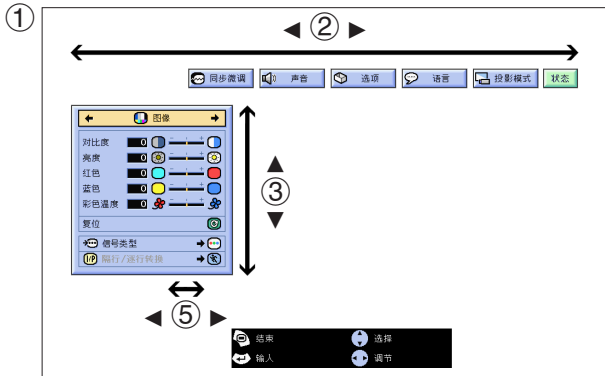 ①
◀ ② ▶
同步微调 声音 选项 语言 投影模式 状态
图像
对比度 0
亮度 0
红色 0
蓝色 0
彩色温度 0
复位
信号类型
I/P 隔行/逐行转换
▲
③
▼
◀ ⑤ ▶
结束 选择
输入 调节